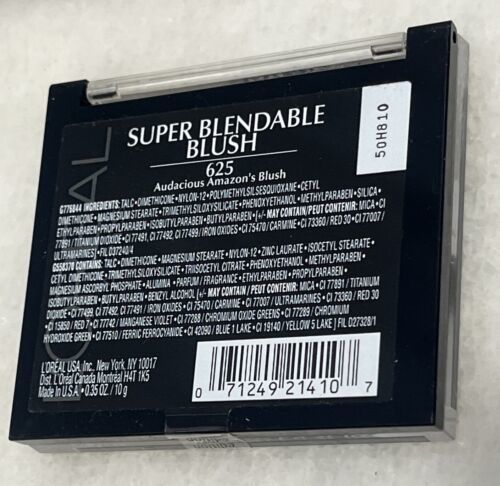 SUPER BLENDABLE
BLUSH
625
Audacious Amazon's Blush
50H810
G776844 INGREDIENTS: TALC • DIMETHICONE • NYLON-12 • POLYMETHYLSILSESQUIOXANE • CETYL
DIMETHICONE • MAGNESIUM STEARATE • TRIMETHYLSILOXYSILICATE • PHENOXYETHANOL • METHYLPARABEN • SILICA •
ETHYLPARABEN • PROPYLPARABEN • ISOBUTYLPARABEN • BUTYLPARABEN • [+/- MAY CONTAIN/PEUT CONTENIR: MICA • CI
77891 / TITANIUM DIOXIDE • CI 77491, CI 77492, CI 77499 / IRON OXIDES • CI 75470 / CARMINE • CI 73360 / RED 30 • CI 77007 /
ULTRAMARINES] • FIL D37240/4
G558370 CONTAINS: TALC • DIMETHICONE • MAGNESIUM STEARATE • NYLON-12 • ZINC LAURATE • ISOCETYL STEARATE •
CETYL DIMETHICONE • TRIMETHYLSILOXYSILICATE • TRIISOCETYL CITRATE • PHENOXYETHANOL • METHYLPARABEN •
MAGNESIUM ASCORBYL PHOSPHATE • ALUMINA • PARFUM / FRAGRANCE • ETHYLPARABEN • PROPYLPARABEN •
ISOBUTYLPARABEN • BUTYLPARABEN • BENZYL ALCOHOL [+/- MAY CONTAIN / PEUT CONTENIR: MICA • CI 77891 / TITANIUM
DIOXIDE • CI 77491, CI 77492, CI 77499 / IRON OXIDES • CI 75470 / CARMINE • CI 77007 / ULTRAMARINES • CI 73360 / RED 30
• CI 15850 / RED 7 • CI 77742 / MANGANESE VIOLET • CI 77288 / CHROMIUM OXIDE GREENS • CI 77289 / CHROMIUM
HYDROXIDE GREEN • CI 77510 / FERRIC FERROCYANIDE • CI 42090 / BLUE 1 LAKE • CI 19140 / YELLOW 5 LAKE ] FIL D27328/1
L'ORÉAL USA, Inc., New York, NY 10017
Dist. L'Oréal Canada Montréal H4T 1K5
Made in U.S.A. • 0.35 OZ. / 10 g
0 71249 21410 7